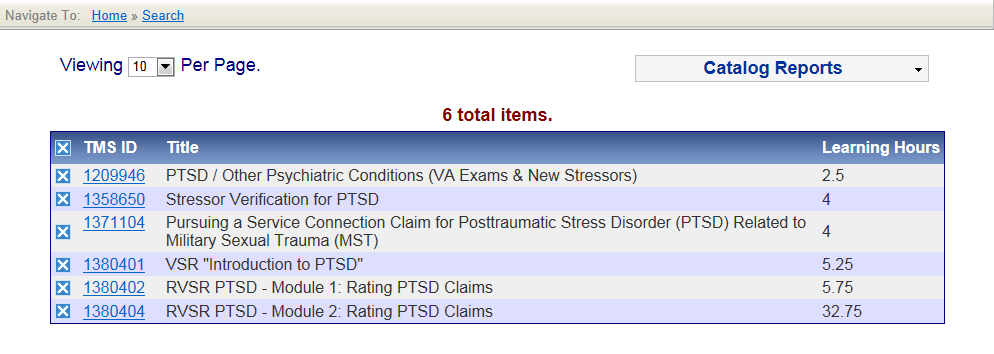 Navigate To: Home » Search
Viewing 10 Per Page.
Catalog Reports
6 total items.
TMS ID Title Learning Hours
1209946 PTSD / Other Psychiatric Conditions (VA Exams & New Stressors) 2.5
1358650 Stressor Verification for PTSD 4
1371104 Pursuing a Service Connection Claim for Posttraumatic Stress Disorder (PTSD) Related to
Military Sexual Trauma (MST) 4
1380401 VSR "Introduction to PTSD" 5.25
1380402 RVSR PTSD - Module 1: Rating PTSD Claims 5.75
1380404 RVSR PTSD - Module 2: Rating PTSD Claims 32.75